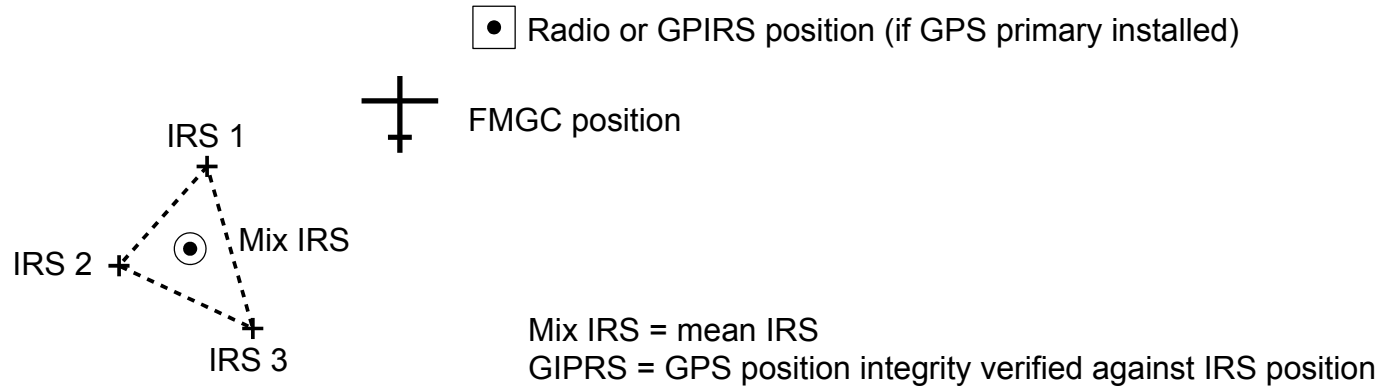 Radio or GPIRS position (if GPS primary installed)
FMGC position
IRS 1
Mix IRS
IRS 2
IRS 3
Mix IRS = mean IRS
GIPRS = GPS position integrity verified against IRS position